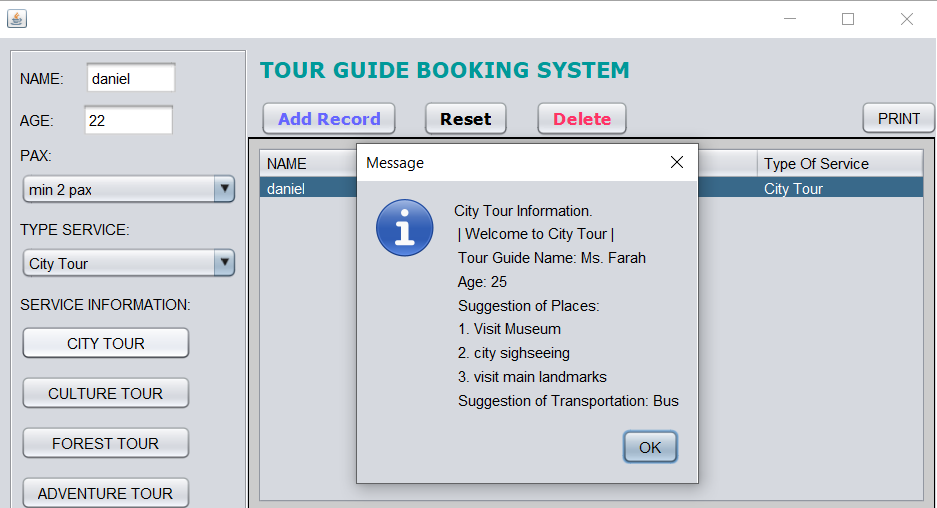 NAME: daniel
AGE: 22
PAX:
min 2 pax
TYPE SERVICE:
City Tour
SERVICE INFORMATION:
CITY TOUR
CULTURE TOUR
FOREST TOUR
ADVENTURE TOUR
TOUR GUIDE BOOKING SYSTEM
Add Record Reset Delete PRINT
NAME Type Of Service
daniel City Tour
Message
City Tour Information.
| Welcome to City Tour |
Tour Guide Name: Ms. Farah
Age: 25
Suggestion of Places:
1. Visit Museum
2. city sighseeing
3. visit main landmarks
Suggestion of Transportation: Bus
OK